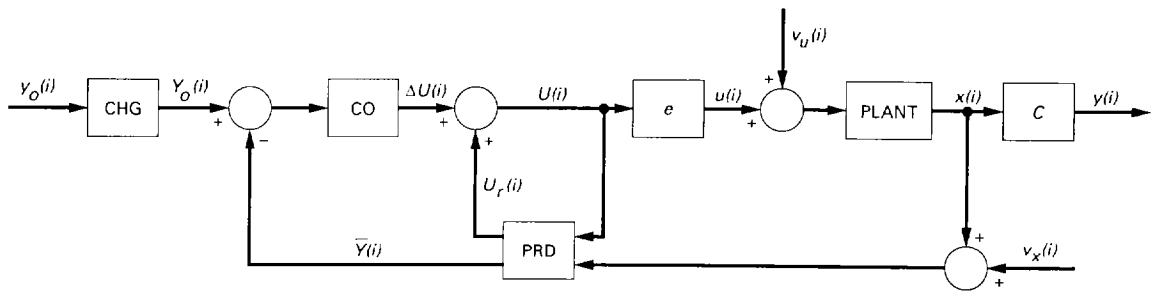 v_u(i)
y_o(i)
CHG
Y_o(i)
+
−
CO
ΔU(i)
+
+
U(i)
e
u(i)
+
+
PLANT
x(i)
C
y(i)
U_r(i)
PRD
Y̅(i)
+
+
v_x(i)